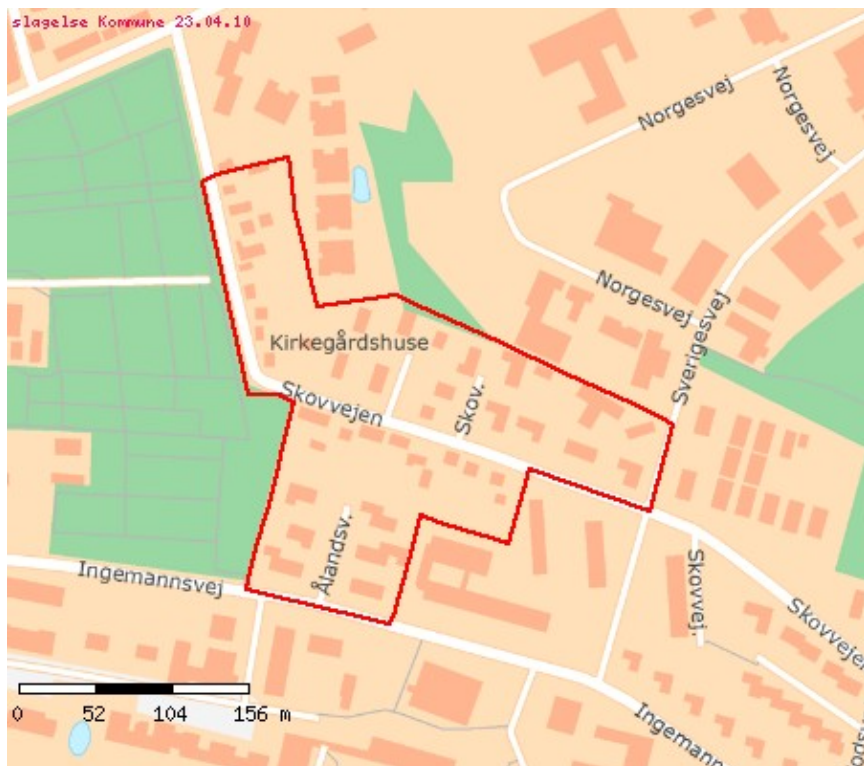 slagelse Kommune 23.04.10
Norgesvej
Norgesvej
Norgesvej
Sverigesvej
Kirkegårdshuse
Skovvejen
Skov.
Ålandsv.
Ingemannsvej
Skovvej.
Skovvejen
Ingemann
0 52 104 156 m